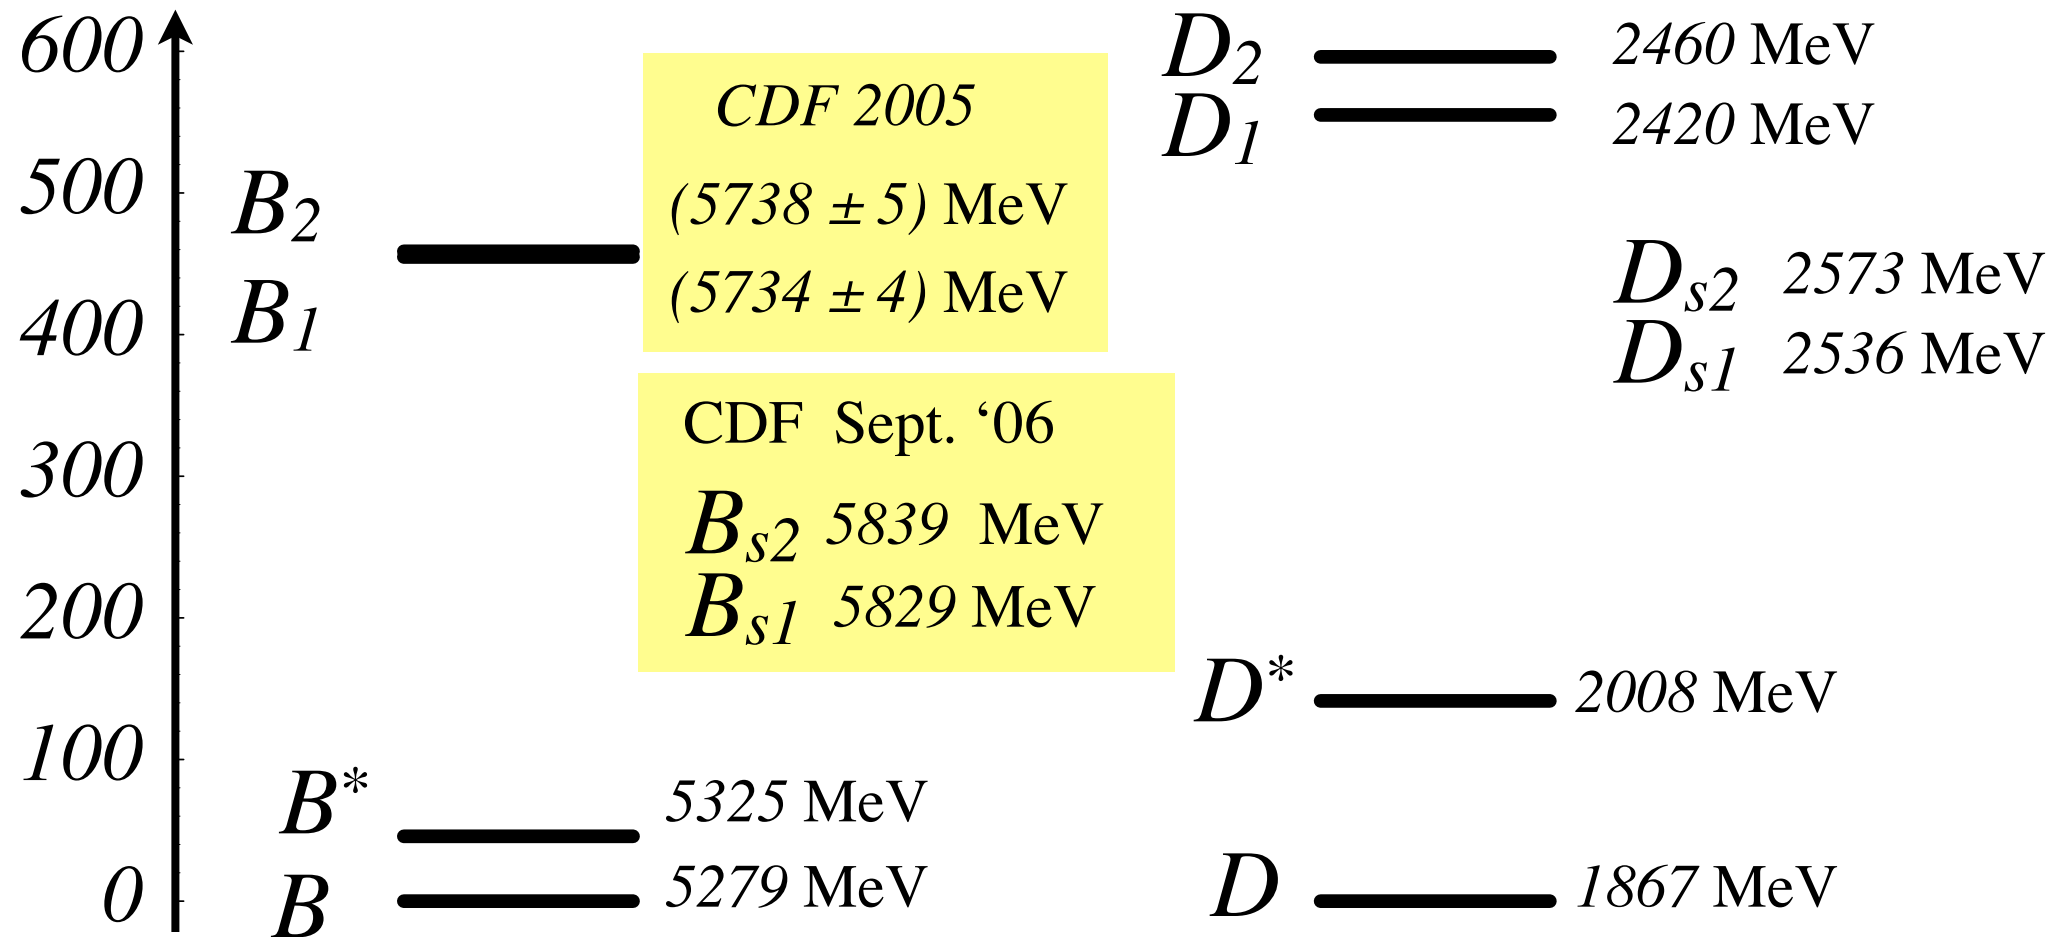 600
500
400
300
200
100
0
B2
B1
CDF 2005
(5738 ± 5) MeV
(5734 ± 4) MeV
CDF Sept. ‘06
Bs2 5839 MeV
Bs1 5829 MeV
B* 5325 MeV
B 5279 MeV
D2 2460 MeV
D1 2420 MeV
Ds2 2573 MeV
Ds1 2536 MeV
D* 2008 MeV
D 1867 MeV